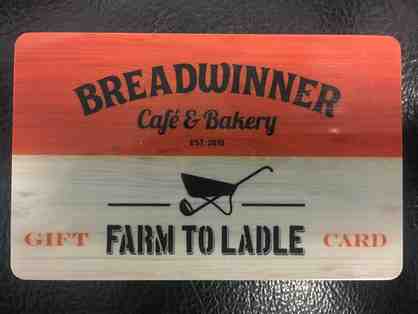 BREADWINNER
Café & Bakery
EST. 2010
GIFT FARM TO LADLE CARD